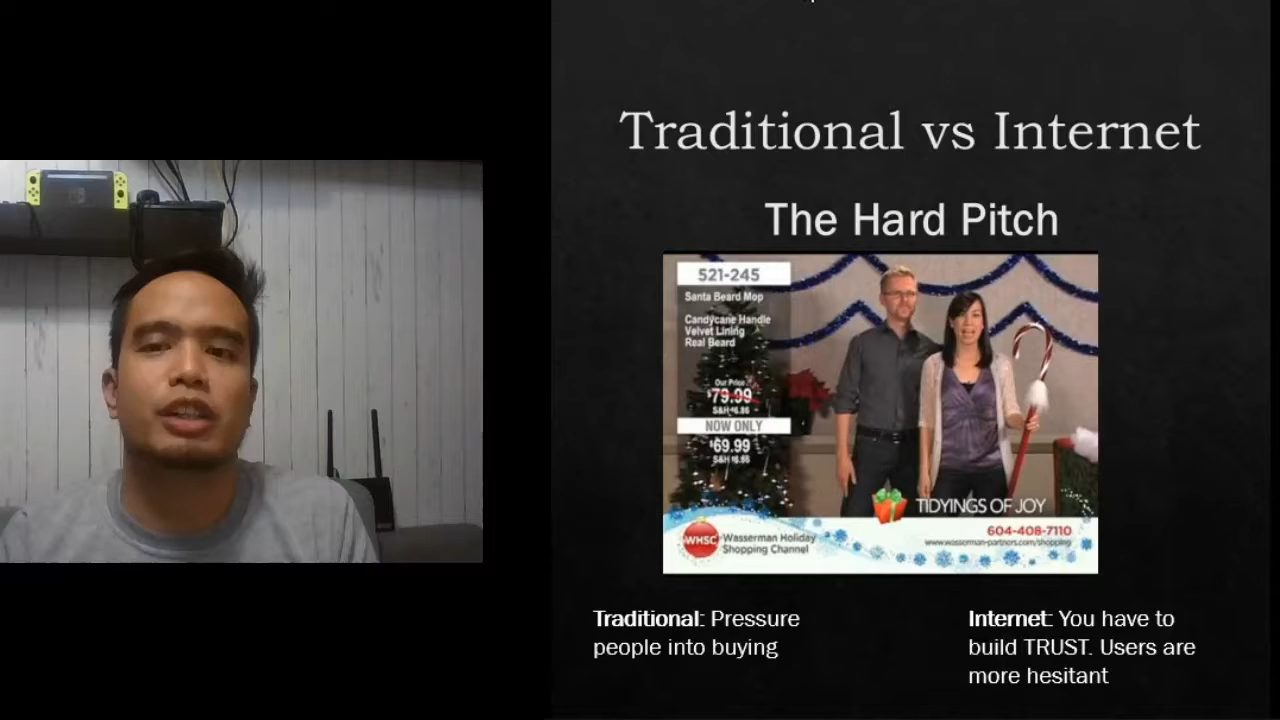 Traditional vs Internet
The Hard Pitch
521-245
Santa Beard Mop
Candycane Handle
Velvet Lining
Real Beard
Our Price
$79.99
S&H $6.86
NOW ONLY
$69.99
TIDYINGS OF JOY
604-408-7110
www.wasserman-partners.com/shopping
WHSC
Wasserman Holiday
Shopping Channel
Traditional: Pressure
people into buying
Internet: You have to
build TRUST. Users are
more hesitant